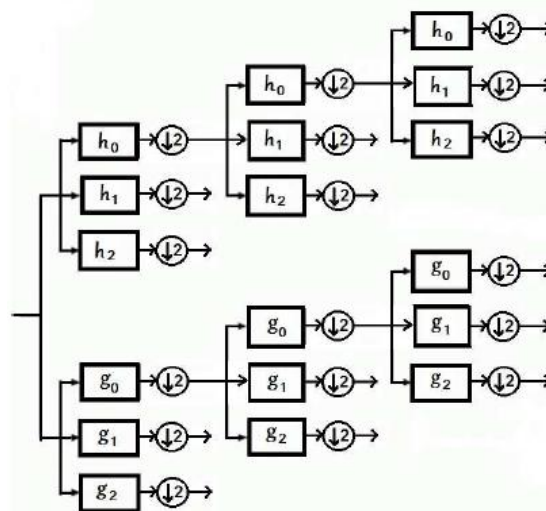 h₀ ↓2
h₀ ↓2 h₁ ↓2
h₀ ↓2 h₁ ↓2 h₂ ↓2
h₁ ↓2 h₂ ↓2
h₂ ↓2
g₀ ↓2
g₀ ↓2 g₁ ↓2
g₀ ↓2 g₁ ↓2 g₂ ↓2
g₁ ↓2 g₂ ↓2
g₂ ↓2